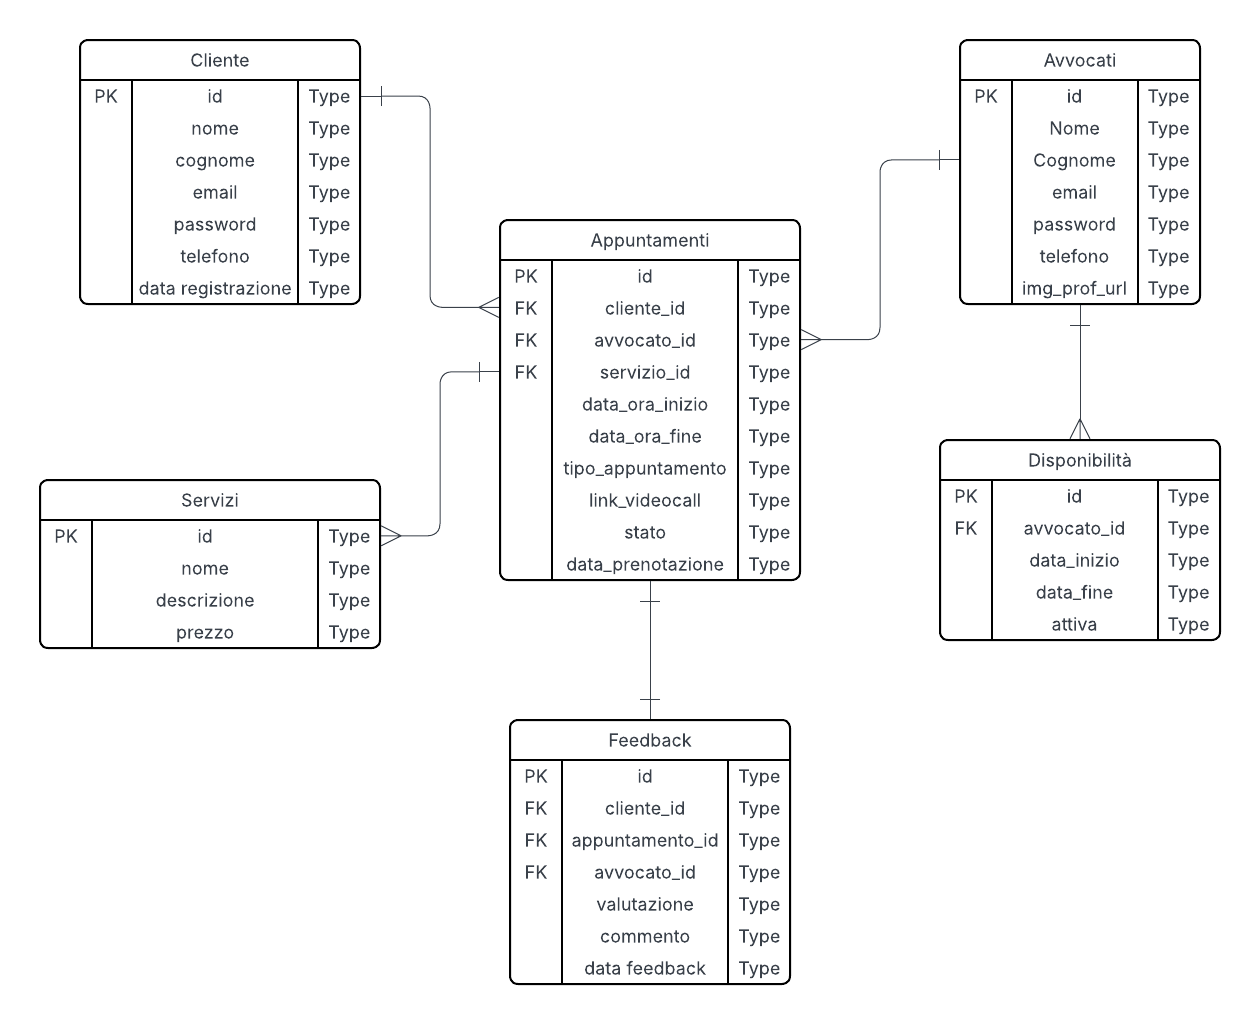 Cliente
PK id Type
nome Type
cognome Type
email Type
password Type
telefono Type
data registrazione Type
Avvocati
PK id Type
Nome Type
Cognome Type
email Type
password Type
telefono Type
img_prof_url Type
Appuntamenti
PK id Type
FK cliente_id Type
FK avvocato_id Type
FK servizio_id Type
data_ora_inizio Type
data_ora_fine Type
tipo_appuntamento Type
link_videocall Type
stato Type
data_prenotazione Type
Servizi
PK id Type
nome Type
descrizione Type
prezzo Type
Disponibilità
PK id Type
FK avvocato_id Type
data_inizio Type
data_fine Type
attiva Type
Feedback
PK id Type
FK cliente_id Type
FK appuntamento_id Type
FK avvocato_id Type
valutazione Type
commento Type
data feedback Type